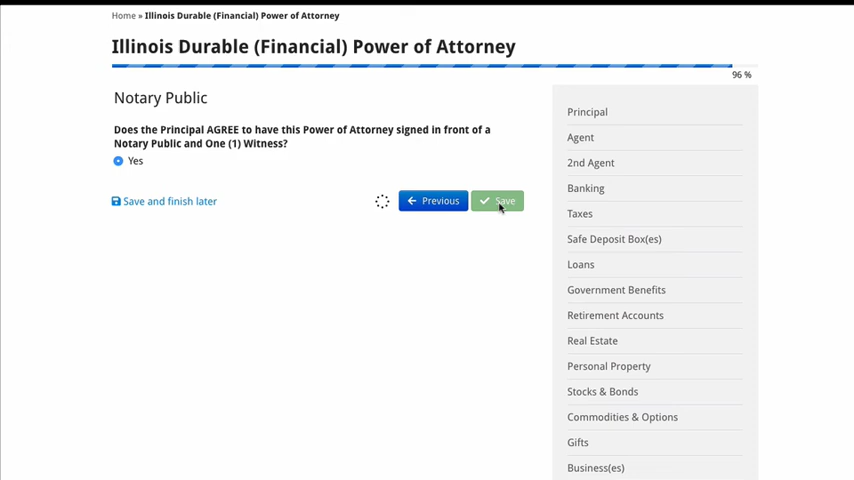 Home » Illinois Durable (Financial) Power of Attorney
Illinois Durable (Financial) Power of Attorney
96 %
Notary Public
Does the Principal AGREE to have this Power of Attorney signed in front of a
Notary Public and One (1) Witness?
Yes
Save and finish later
Previous
Save
Principal
Agent
2nd Agent
Banking
Taxes
Safe Deposit Box(es)
Loans
Government Benefits
Retirement Accounts
Real Estate
Personal Property
Stocks & Bonds
Commodities & Options
Gifts
Business(es)